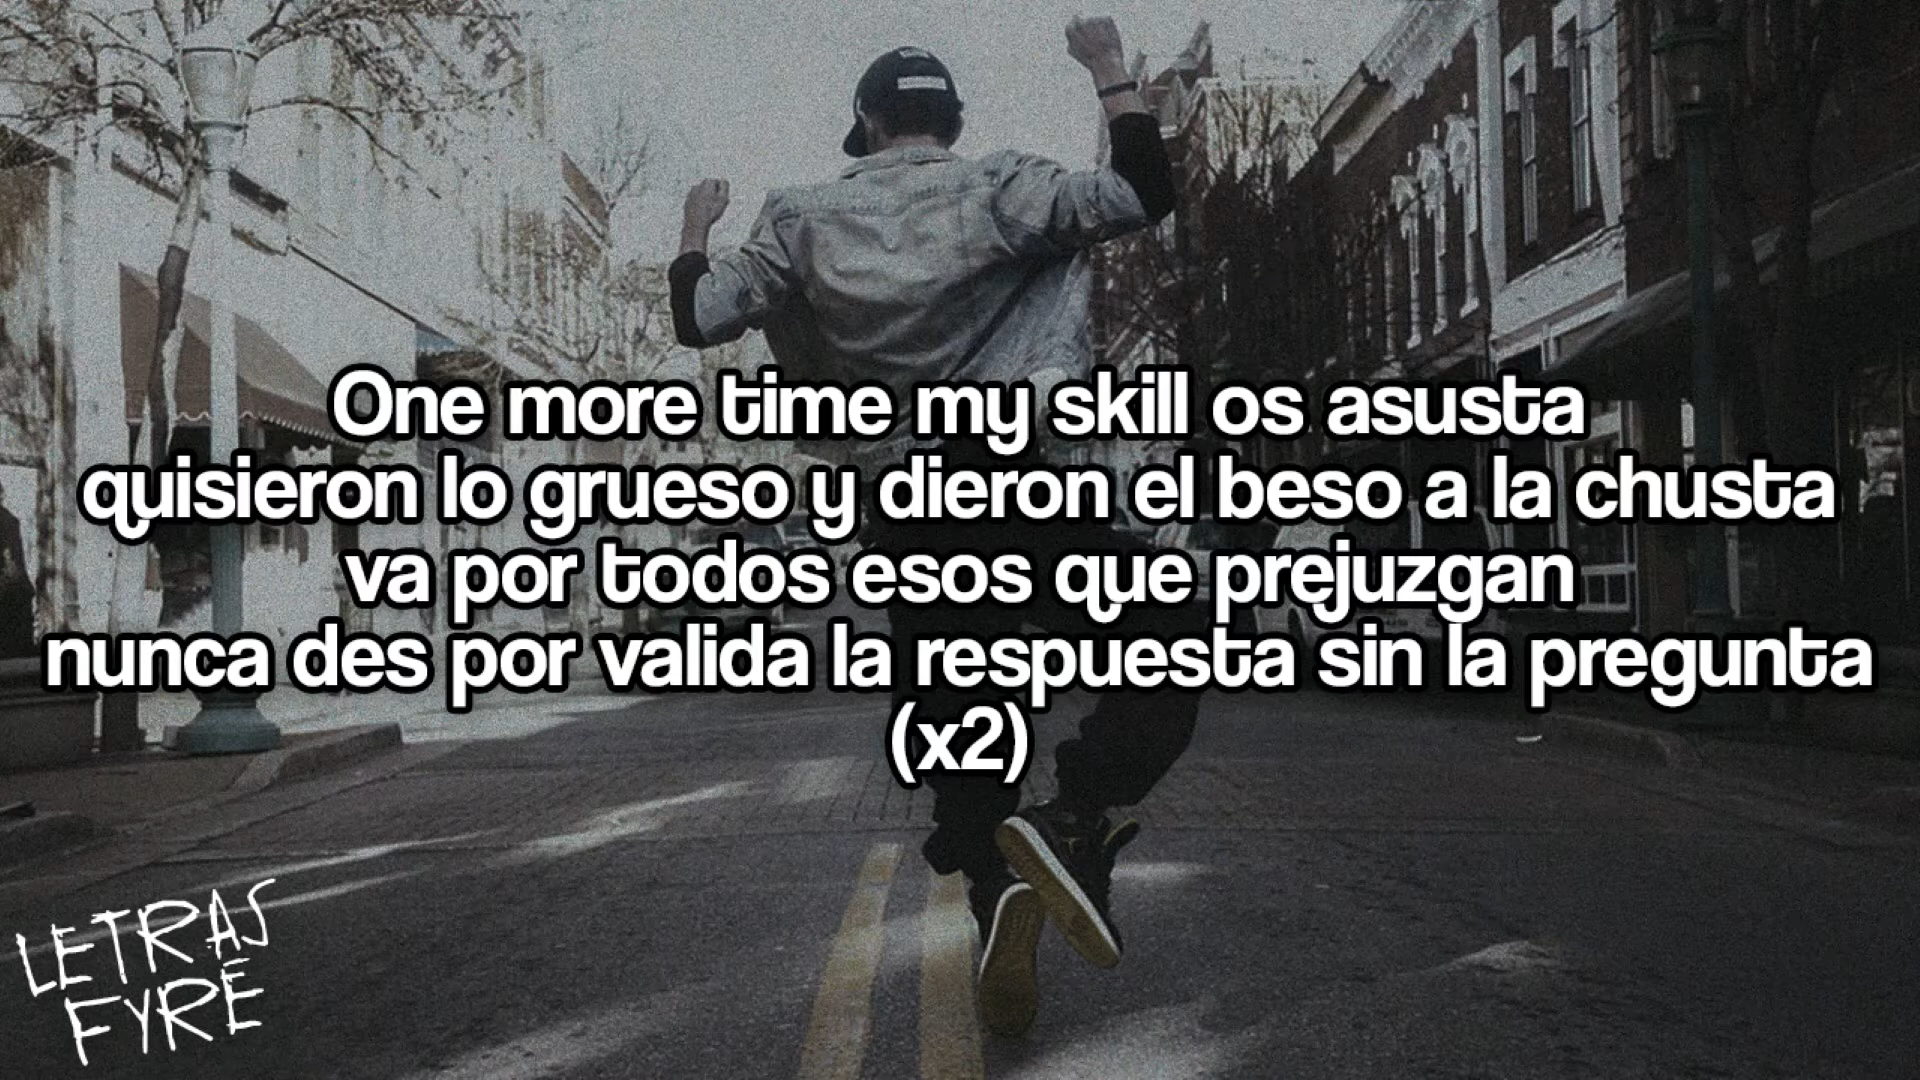 One more time my skill os asusta
quisieron lo grueso y dieron el beso a la chusta
va por todos esos que prejuzgan
nunca des por valida la respuesta sin la pregunta
(x2)
LETRAS
FYRE